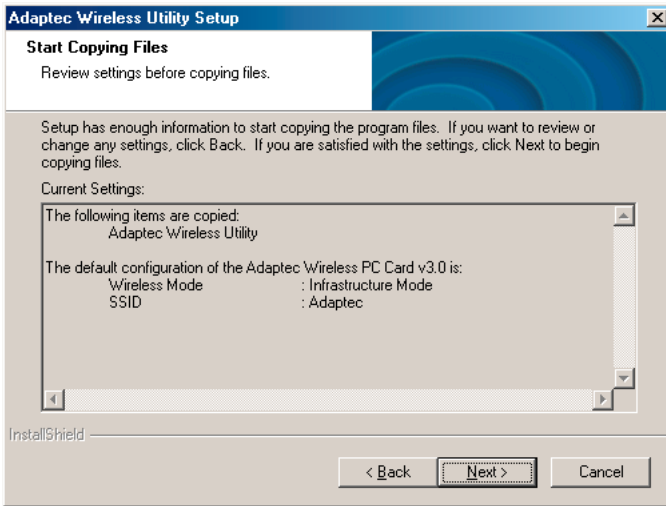 Adaptec Wireless Utility Setup
Start Copying Files
Review settings before copying files.
Setup has enough information to start copying the program files.  If you want to review or
change any settings, click Back.  If you are satisfied with the settings, click Next to begin
copying files.
Current Settings:
The following items are copied:
Adaptec Wireless Utility
The default configuration of the Adaptec Wireless PC Card v3.0 is:
Wireless Mode : Infrastructure Mode
SSID : Adaptec
InstallShield
< Back Next > Cancel